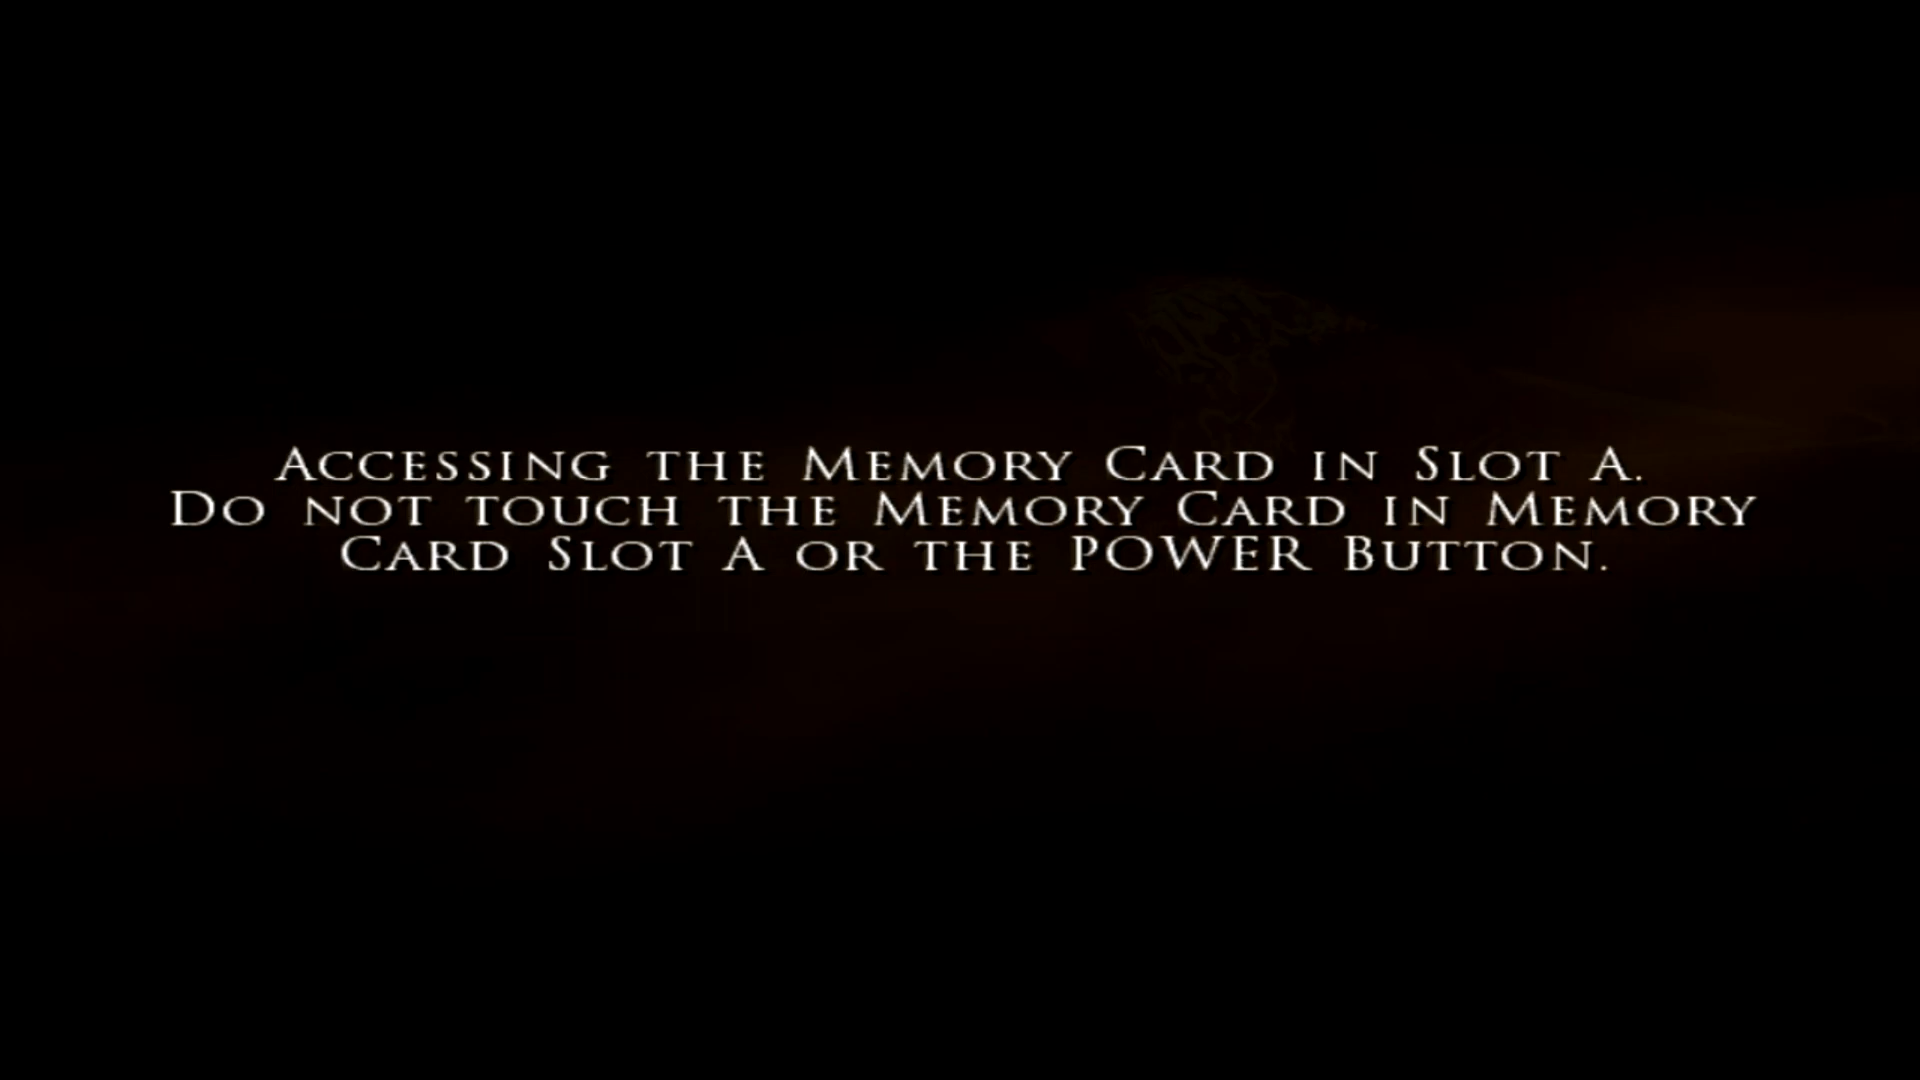 Accessing the Memory Card in Slot A.
Do not touch the Memory Card in Memory
Card Slot A or the POWER Button.